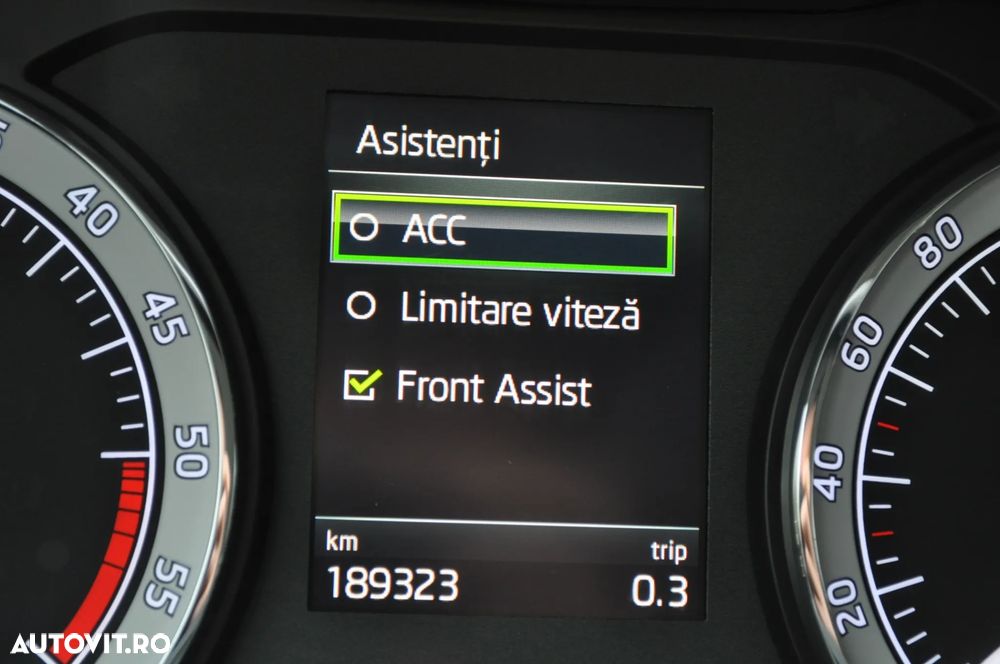 Asistenți
ACC
Limitare viteză
Front Assist
km
trip
189323
0.3
40
45
50
55
80
60
40
20
AUTOVIT.RO